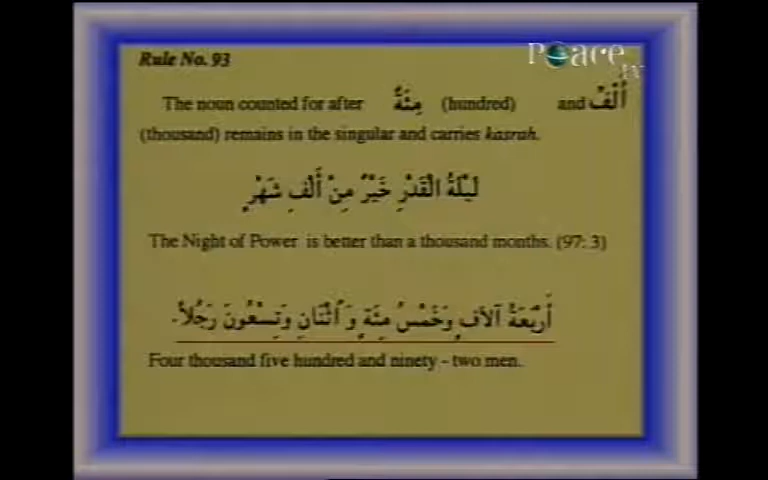 Peace TV
Rule No. 93
The noun counted for after مِئَةٌ (hundred) and أَلْفٌ
(thousand) remains in the singular and carries kasrah.
لَيْلَةُ الْقَدْرِ خَيْرٌ مِنْ أَلْفِ شَهْرٍ
The Night of Power is better than a thousand months. (97: 3)
أَرْبَعَةُ آلَافٍ وَخَمْسُ مِئَةٍ وَاثْنَانِ وَتِسْعُونَ رَجُلاً.
Four thousand five hundred and ninety - two men.